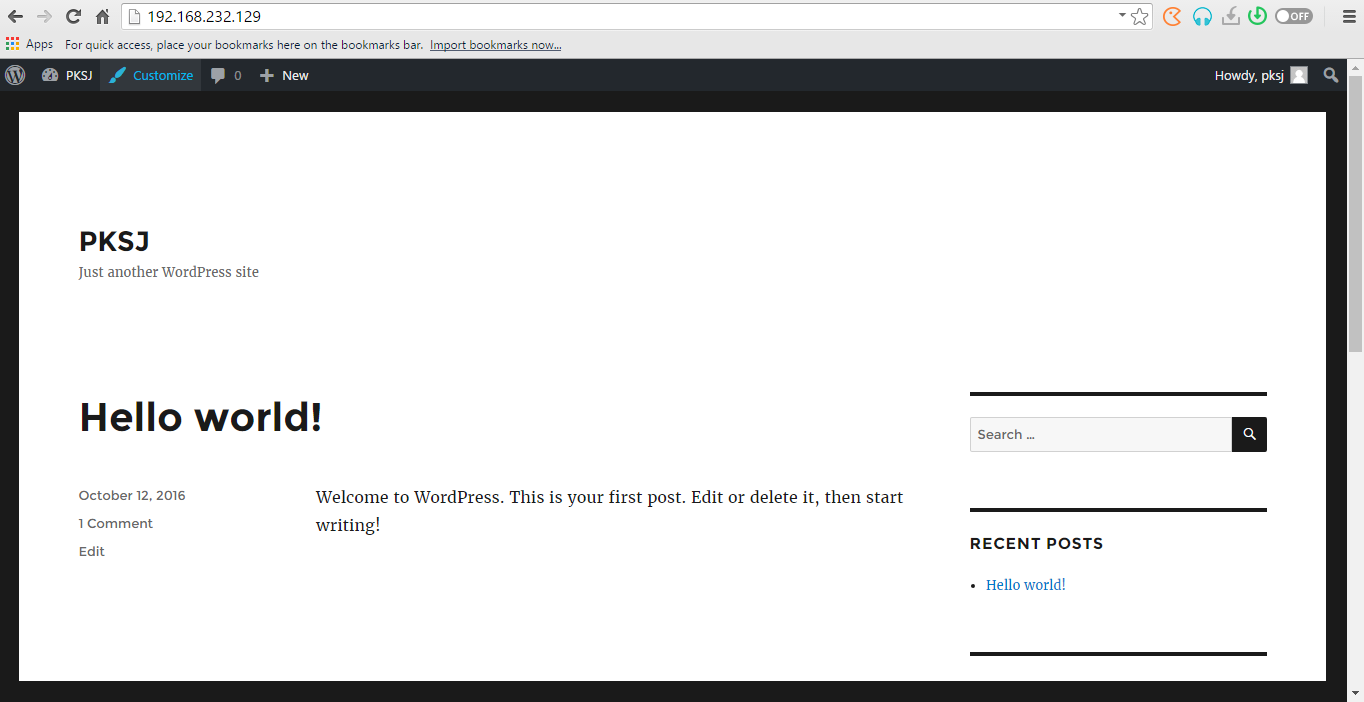 192.168.232.129
OFF
Apps For quick access, place your bookmarks here on the bookmarks bar. Import bookmarks now...
PKSJ Customize 0 New Howdy, pksj
PKSJ
Just another WordPress site
Hello world!
Search …
October 12, 2016
1 Comment
Edit
Welcome to WordPress. This is your first post. Edit or delete it, then start
writing!
RECENT POSTS
Hello world!